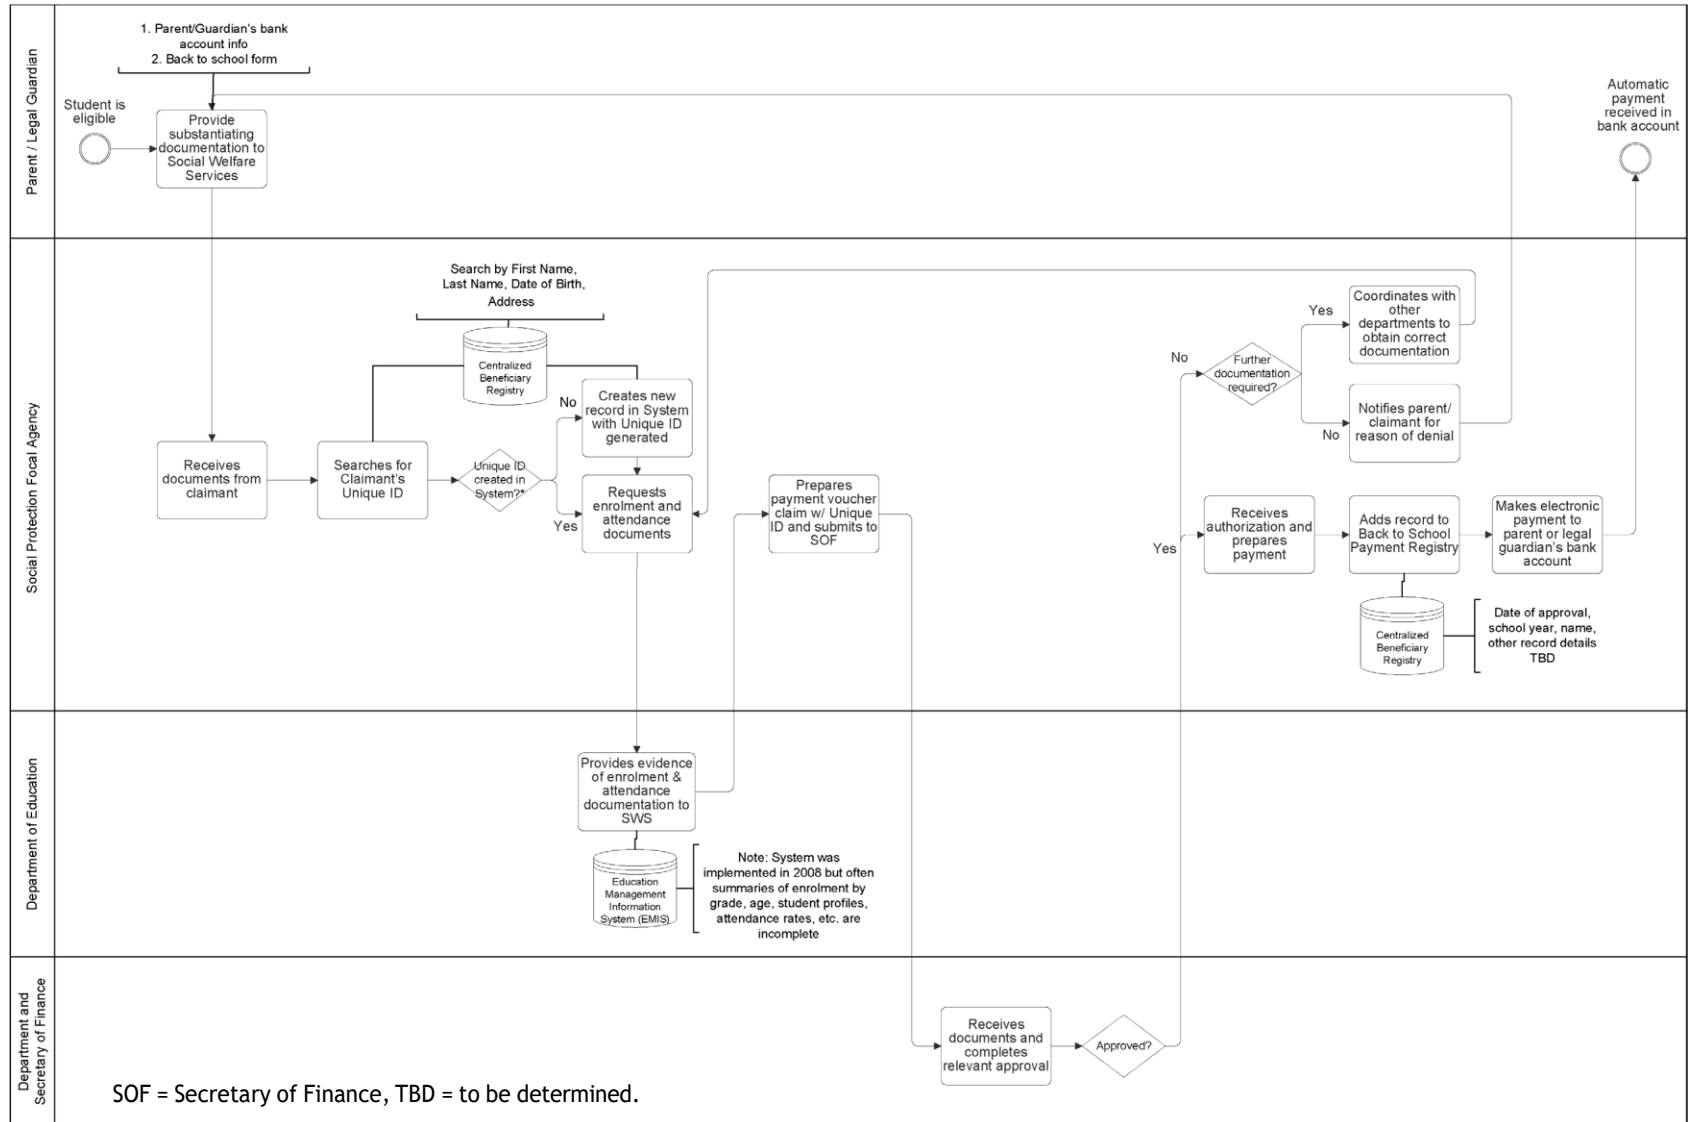 Parent / Legal Guardian
1. Parent/Guardian's bank
account info
2. Back to school form
Student is
eligible
Provide
substantiating
documentation to
Social Welfare
Services
Automatic
payment
received in
bank account
Social Protection Focal Agency
Search by First Name,
Last Name, Date of Birth,
Address
Centralized
Beneficiary
Registry
Receives
documents from
claimant
Searches for
Claimant's
Unique ID
Unique ID
created in
System?*
No
Yes
Creates new
record in System
with Unique ID
generated
Requests
enrolment and
attendance
documents
Prepares
payment voucher
claim w/ Unique
ID and submits to
SOF
No
Yes
Further
documentation
required?
Yes
No
Coordinates with
other
departments to
obtain correct
documentation
Notifies parent/
claimant for
reason of denial
Receives
authorization and
prepares
payment
Adds record to
Back to School
Payment Registry
Makes electronic
payment to
parent or legal
guardian's bank
account
Centralized
Beneficiary
Registry
Date of approval,
school year, name,
other record details
TBD
Department of Education
Provides evidence
of enrolment &
attendance
documentation to
SWS
Education
Management
Information
System (EMIS)
Note: System was
implemented in 2008 but often
summaries of enrolment by
grade, age, student profiles,
attendance rates, etc. are
incomplete
Department and
Secretary of Finance
Receives
documents and
completes
relevant approval
Approved?
SOF = Secretary of Finance, TBD = to be determined.